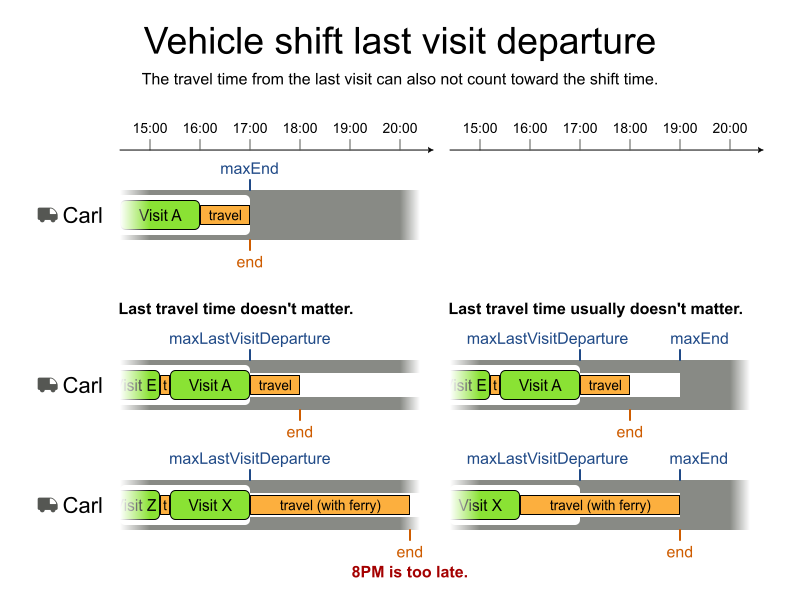 Vehicle shift last visit departure
The travel time from the last visit can also not count toward the shift time.
15:00 16:00 17:00 18:00 19:00 20:00 15:00 16:00 17:00 18:00 19:00 20:00
maxEnd
Carl Visit A travel
end
Last travel time doesn't matter. Last travel time usually doesn't matter.
maxLastVisitDeparture maxLastVisitDeparture maxEnd
Carl isit E t Visit A travel isit E t Visit A travel
end end
maxLastVisitDeparture maxLastVisitDeparture maxEnd
Carl isit Z t Visit X travel (with ferry) Visit X travel (with ferry)
end end
8PM is too late.